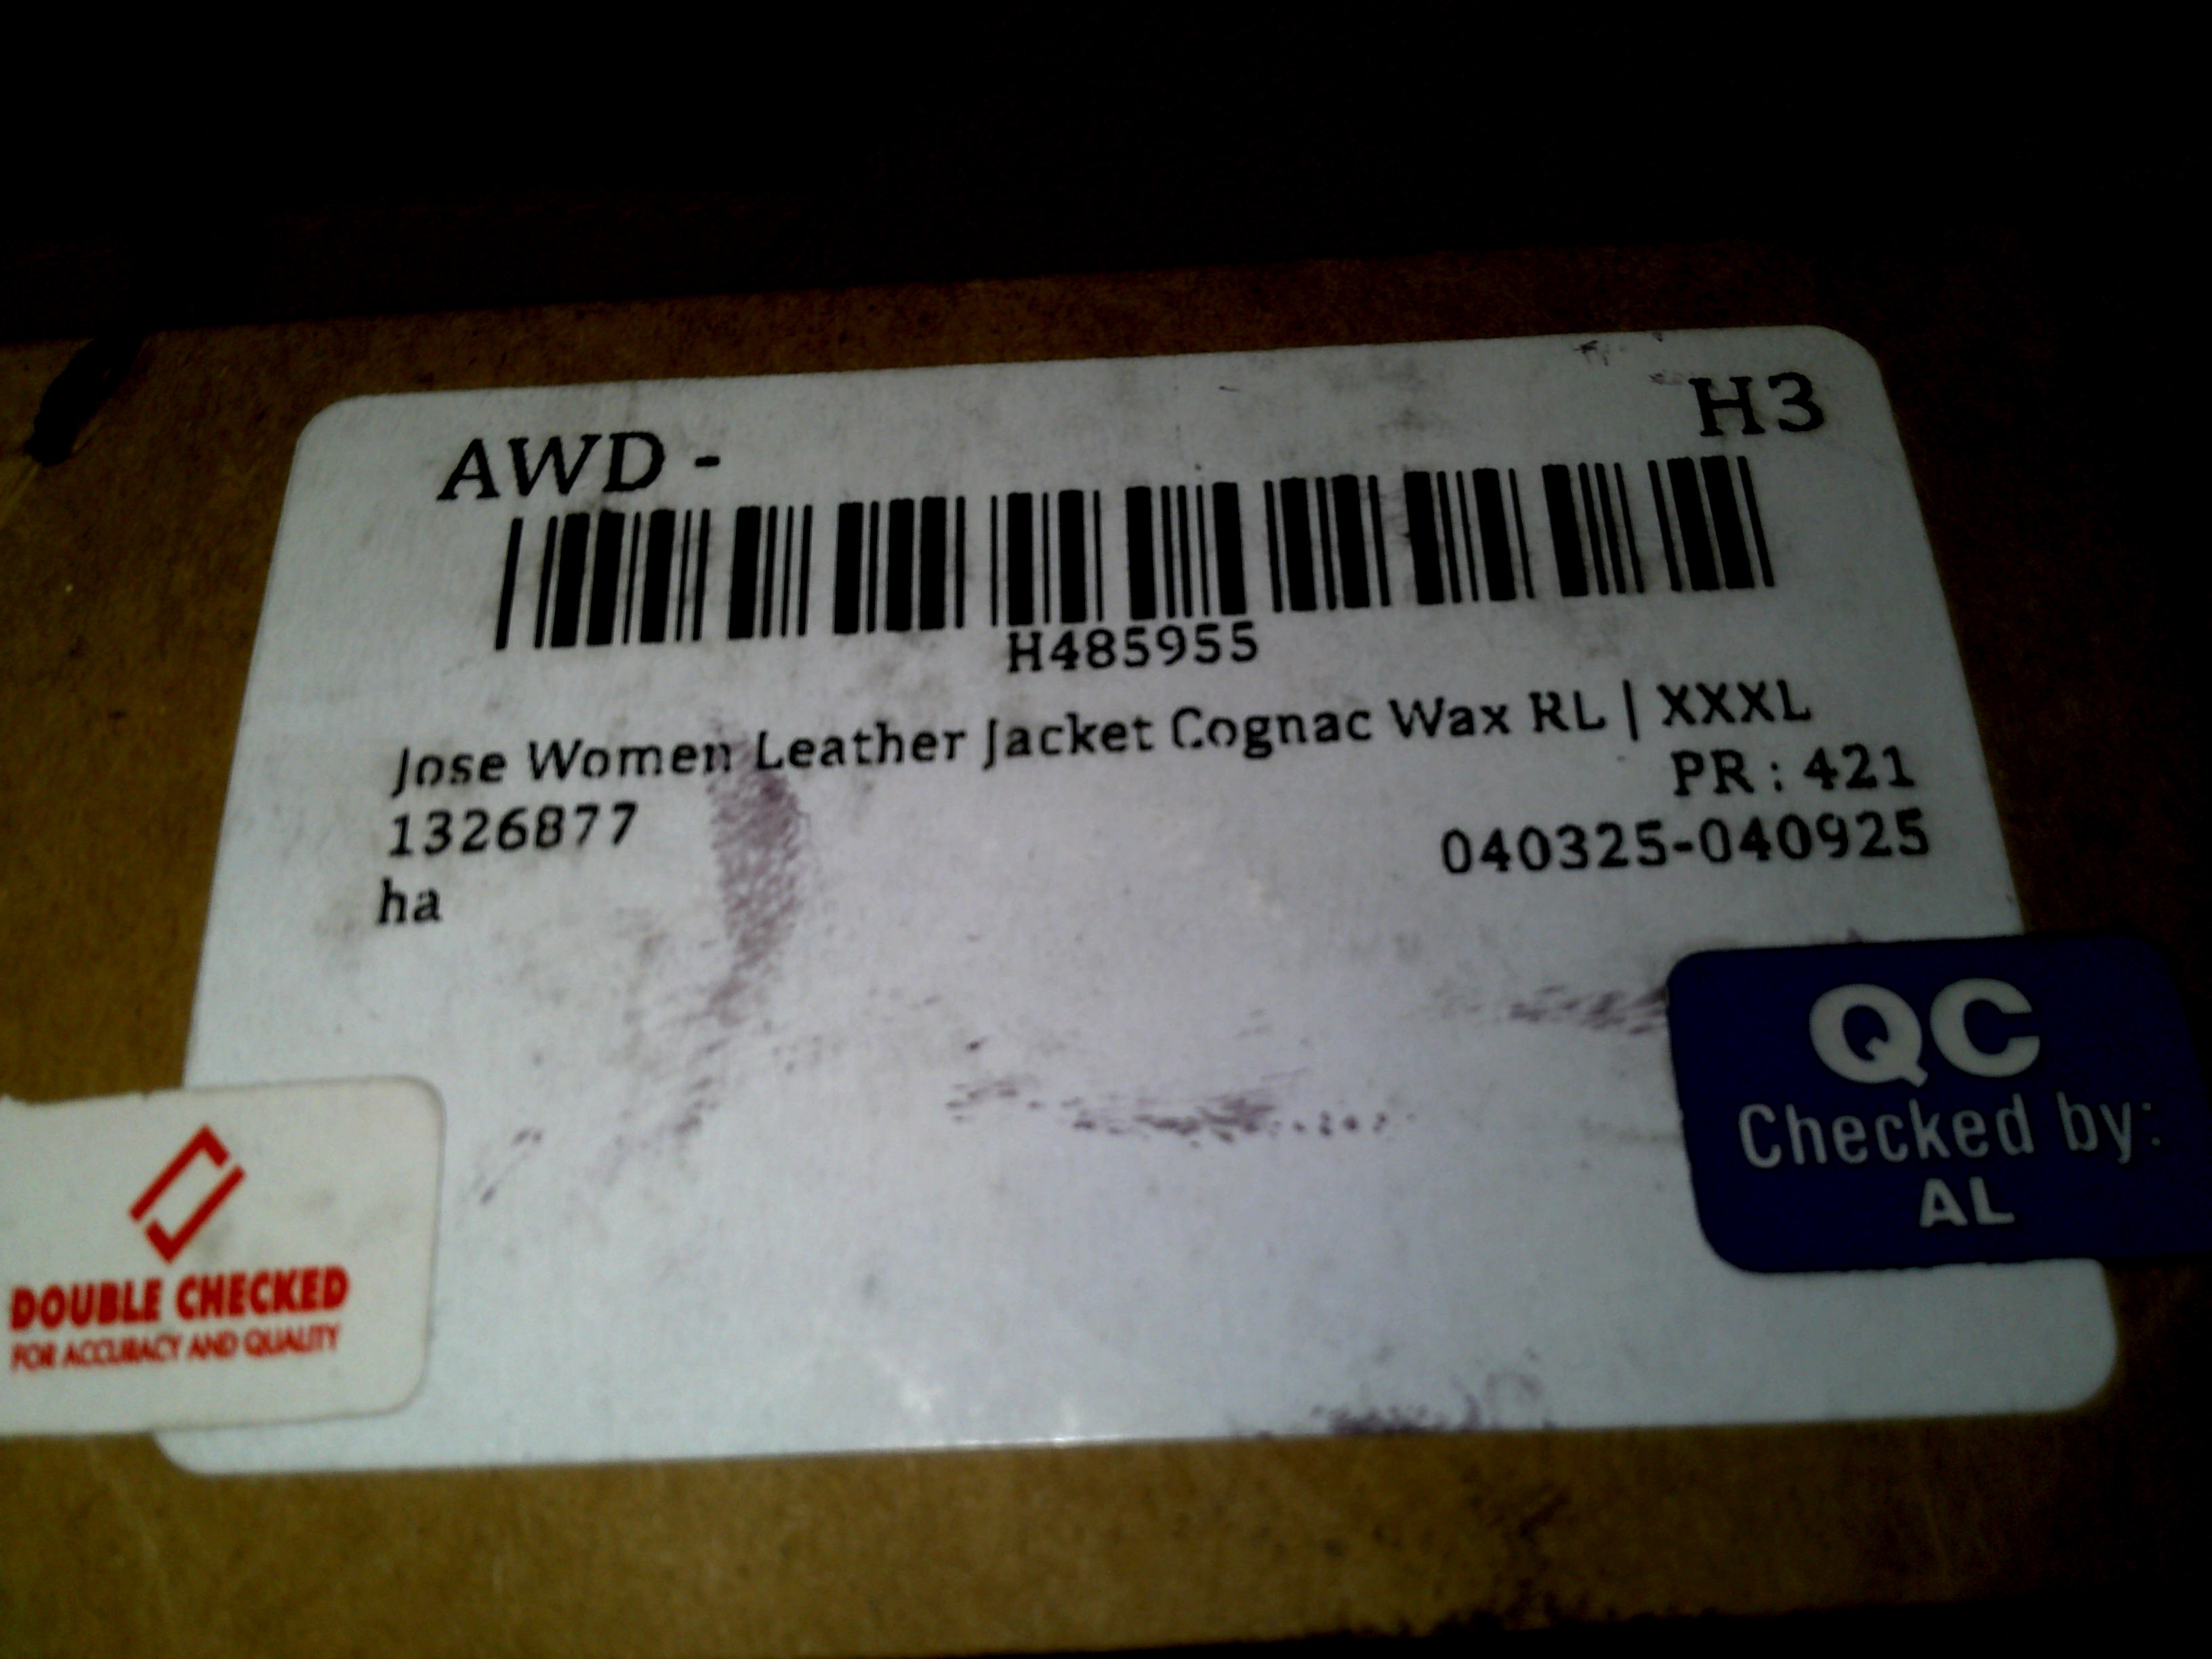 AWD -
H3
H485955
Jose Women Leather Jacket Cognac Wax RL | XXXL
PR : 421
1326877
040325-040925
ha
QC
Checked by:
AL
DOUBLE CHECKED
FOR ACCURACY AND QUALITY